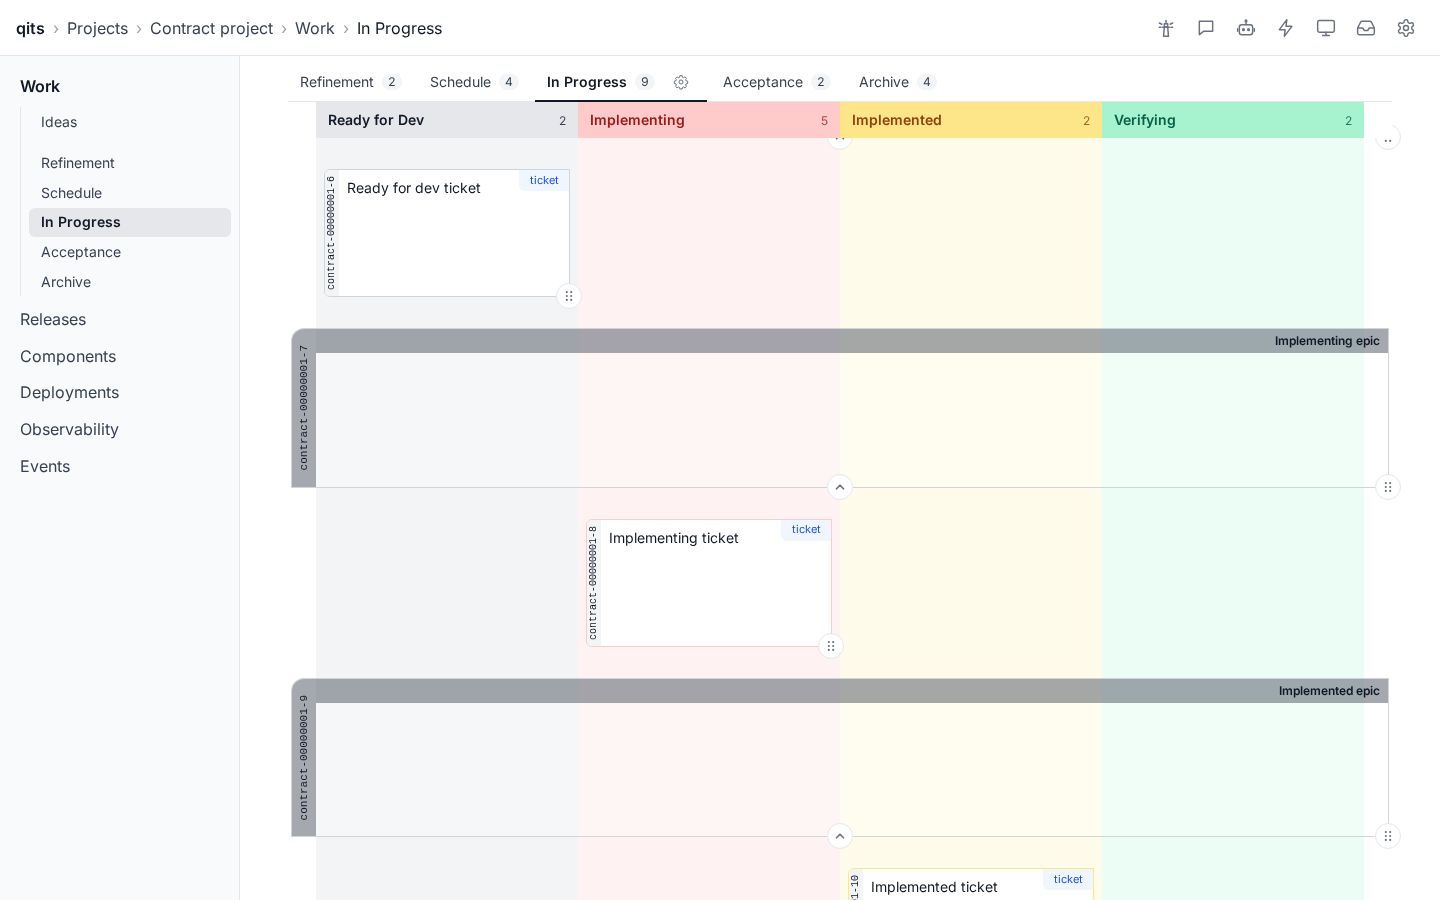 qits › Projects › Contract project › Work › In Progress
Work
Ideas
Refinement
Schedule
In Progress
Acceptance
Archive
Releases
Components
Deployments
Observability
Events
Refinement 2 Schedule 4 In Progress 9 Acceptance 2 Archive 4
Ready for Dev 2 Implementing 5 Implemented 2 Verifying 2
contract-00000001-6
Ready for dev ticket
ticket
contract-00000001-7
Implementing epic
contract-00000001-8
Implementing ticket
ticket
contract-00000001-9
Implemented epic
1-10
Implemented ticket
ticket